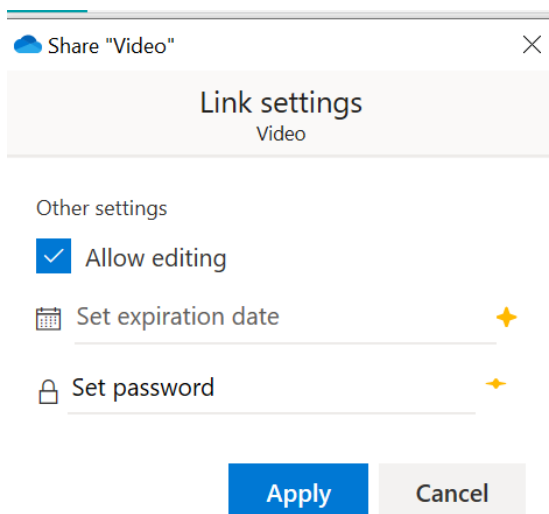 Share "Video"
Link settings
Video
Other settings
Allow editing
Set expiration date
Set password
Apply Cancel